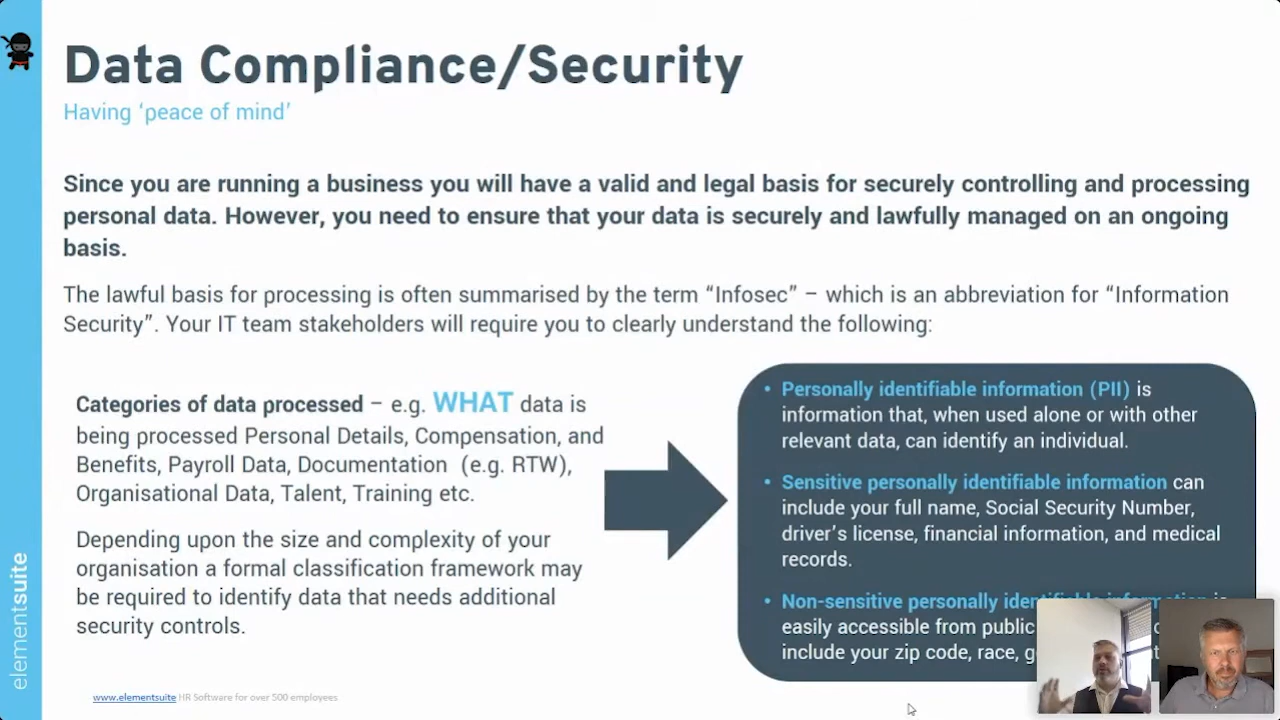 Data Compliance/Security
Having ‘peace of mind’
Since you are running a business you will have a valid and legal basis for securely controlling and processing
personal data. However, you need to ensure that your data is securely and lawfully managed on an ongoing
basis.
The lawful basis for processing is often summarised by the term “Infosec” – which is an abbreviation for “Information
Security”. Your IT team stakeholders will require you to clearly understand the following:
Categories of data processed – e.g. WHAT data is
being processed Personal Details, Compensation, and
Benefits, Payroll Data, Documentation (e.g. RTW),
Organisational Data, Talent, Training etc.
Depending upon the size and complexity of your
organisation a formal classification framework may
be required to identify data that needs additional
security controls.
• Personally identifiable information (PII) is
information that, when used alone or with other
relevant data, can identify an individual.
• Sensitive personally identifiable information can
include your full name, Social Security Number,
driver’s license, financial information, and medical
records.
• Non-sensitive personally identifiable information is
easily accessible from public
include your zip code, race,
elementsuite
www.elementsuite HR Software for over 500 employees